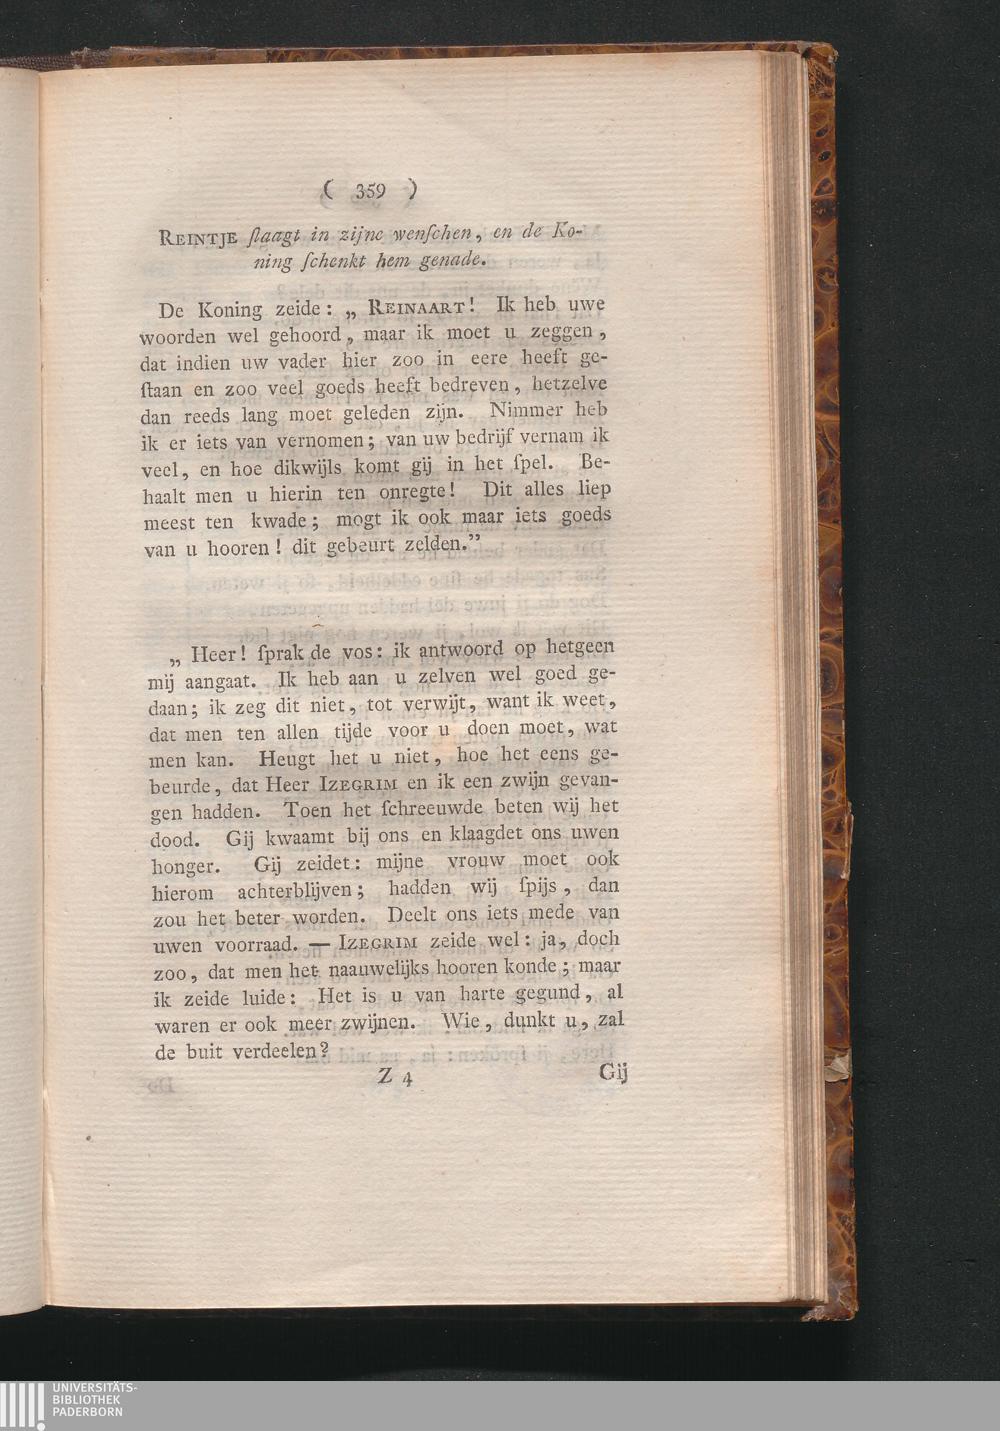 ( 359 )
REINTJE ſlaagt in zijne wenſchen, en de Ko-
ning ſchenkt hem genade.
De Koning zeide: „ REINAART! Ik heb uwe
woorden wel gehoord, maar ik moet u zeggen,
dat indien uw vader hier zoo in eere heeft ge-
ſtaan en zoo veel goeds heeft bedreven, hetzelve
dan reeds lang moet geleden zijn. Nimmer heb
ik er iets van vernomen; van uw bedrijf vernam ik
veel, en hoe dikwijls komt gij in het ſpel. Be-
haalt men u hierin ten onregte! Dit alles liep
meest ten kwade; mogt ik ook maar iets goeds
van u hooren! dit gebeurt zelden.”
„ Heer! ſprak de vos: ik antwoord op hetgeen
mij aangaat. Ik heb aan u zelven wel goed ge-
daan; ik zeg dit niet, tot verwijt, want ik weet,
dat men ten allen tijde voor u doen moet, wat
men kan. Heugt het u niet, hoe het eens ge-
beurde, dat Heer IZEGRIM en ik een zwijn gevan-
gen hadden. Toen het ſchreeuwde beten wij het
dood. Gij kwaamt bij ons en klaagdet ons uwen
honger. Gij zeidet: mijne vrouw moet ook
hierom achterblijven; hadden wij ſpijs, dan
zou het beter worden. Deelt ons iets mede van
uwen voorraad. — IZEGRIM zeide wel: ja, doch
zoo, dat men het naauwelijks hooren konde; maar
ik zeide luide: Het is u van harte gegund, al
waren er ook meer zwijnen. Wie, dunkt u, zal
de buit verdeelen?
Z 4 Gij
UNIVERSITÄTS-
BIBLIOTHEK
PADERBORN